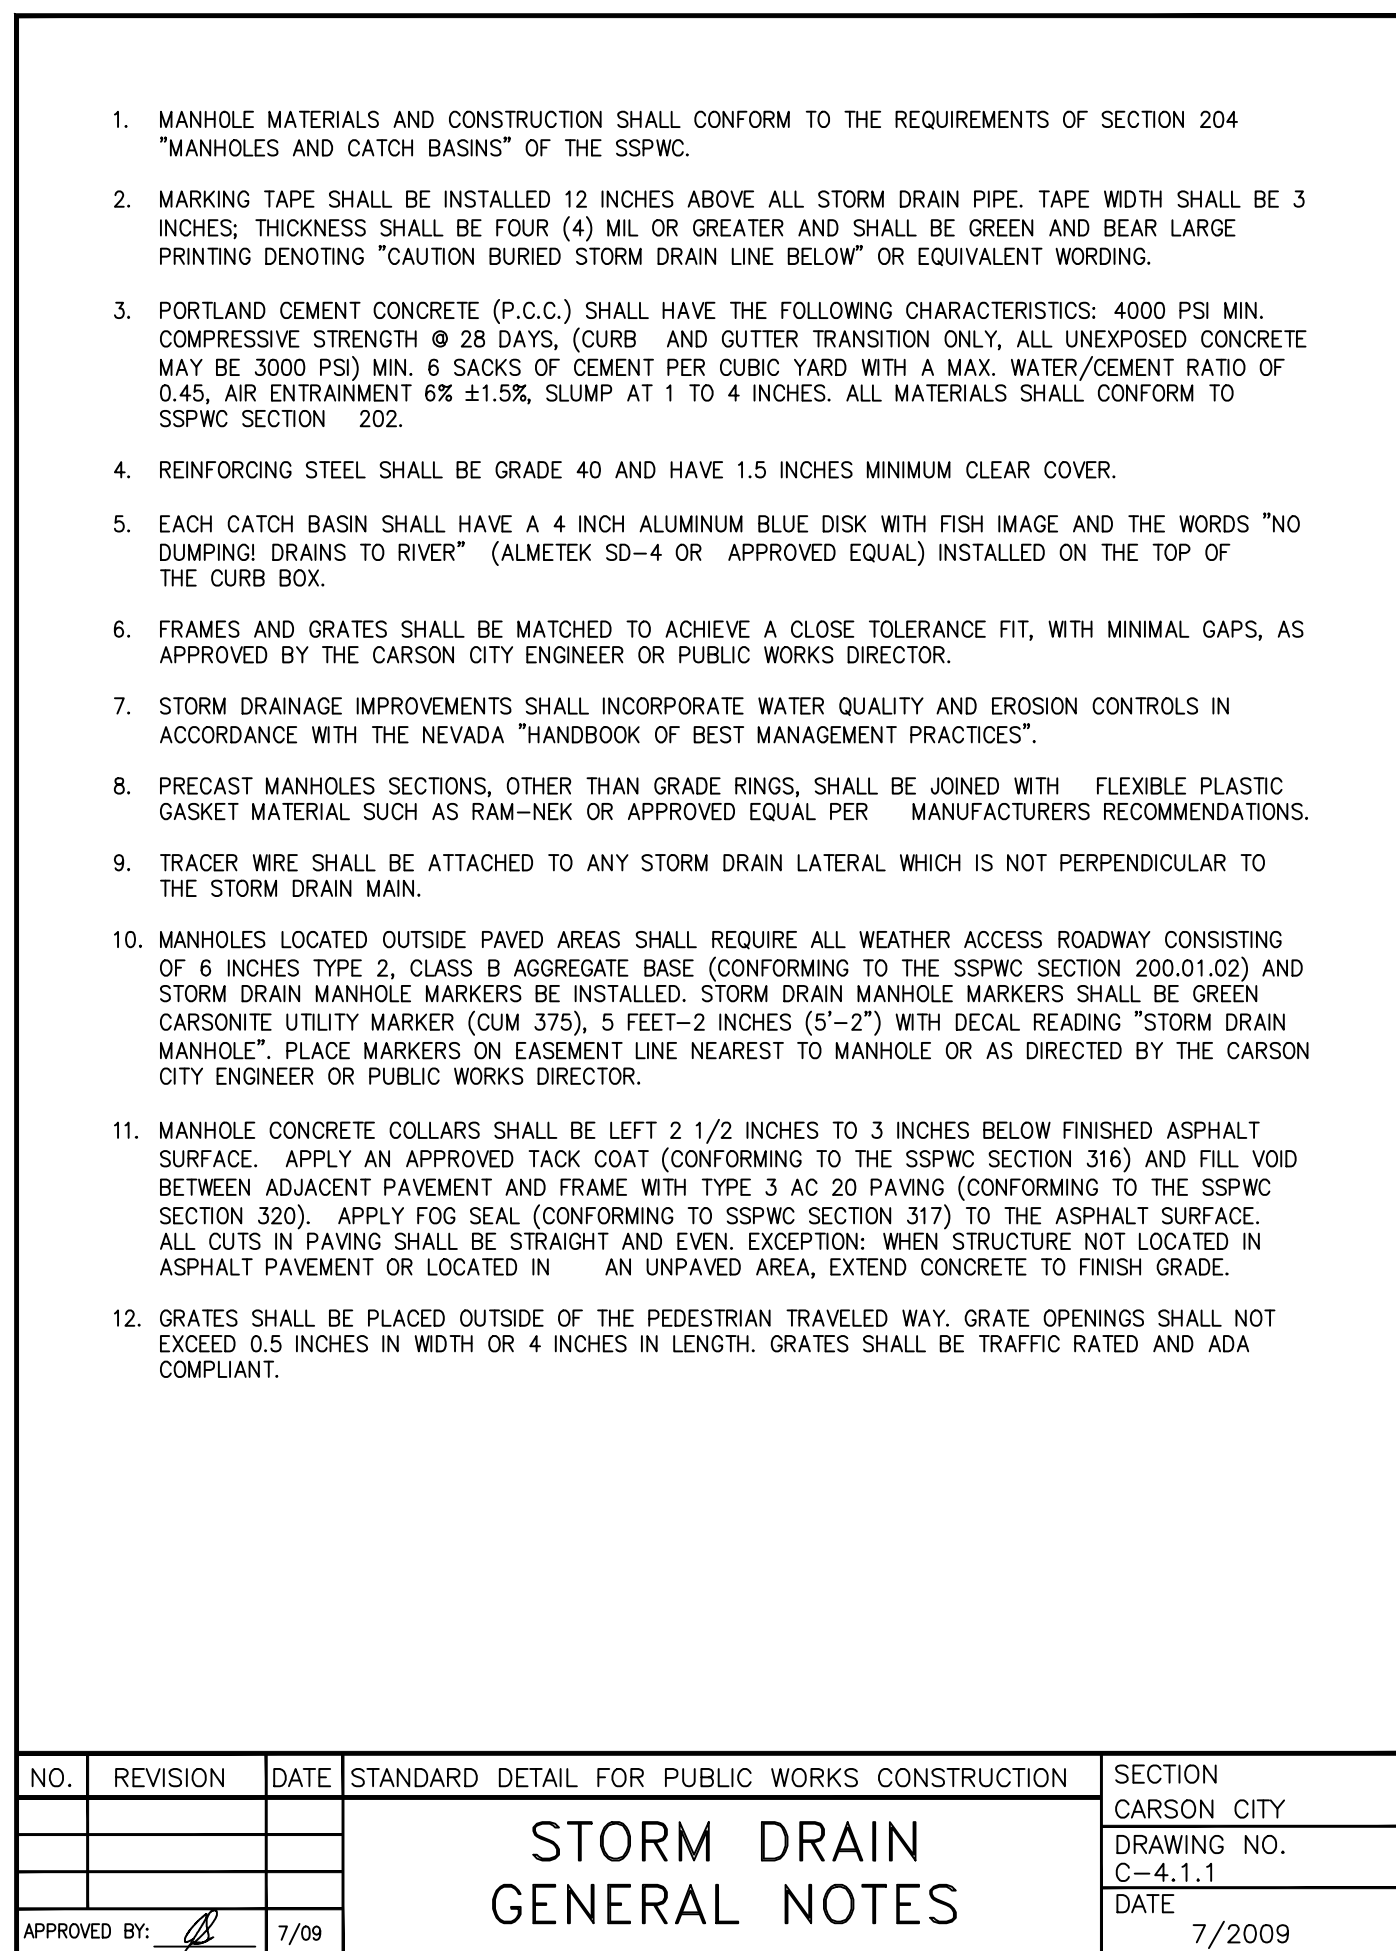 1. MANHOLE MATERIALS AND CONSTRUCTION SHALL CONFORM TO THE REQUIREMENTS OF SECTION 204
"MANHOLES AND CATCH BASINS" OF THE SSPWC.
2. MARKING TAPE SHALL BE INSTALLED 12 INCHES ABOVE ALL STORM DRAIN PIPE. TAPE WIDTH SHALL BE 3
INCHES; THICKNESS SHALL BE FOUR (4) MIL OR GREATER AND SHALL BE GREEN AND BEAR LARGE
PRINTING DENOTING "CAUTION BURIED STORM DRAIN LINE BELOW" OR EQUIVALENT WORDING.
3. PORTLAND CEMENT CONCRETE (P.C.C.) SHALL HAVE THE FOLLOWING CHARACTERISTICS: 4000 PSI MIN.
COMPRESSIVE STRENGTH @ 28 DAYS, (CURB AND GUTTER TRANSITION ONLY, ALL UNEXPOSED CONCRETE
MAY BE 3000 PSI) MIN. 6 SACKS OF CEMENT PER CUBIC YARD WITH A MAX. WATER/CEMENT RATIO OF
0.45, AIR ENTRAINMENT 6% ±1.5%, SLUMP AT 1 TO 4 INCHES. ALL MATERIALS SHALL CONFORM TO
SSPWC SECTION 202.
4. REINFORCING STEEL SHALL BE GRADE 40 AND HAVE 1.5 INCHES MINIMUM CLEAR COVER.
5. EACH CATCH BASIN SHALL HAVE A 4 INCH ALUMINUM BLUE DISK WITH FISH IMAGE AND THE WORDS "NO
DUMPING! DRAINS TO RIVER" (ALMETEK SD-4 OR APPROVED EQUAL) INSTALLED ON THE TOP OF
THE CURB BOX.
6. FRAMES AND GRATES SHALL BE MATCHED TO ACHIEVE A CLOSE TOLERANCE FIT, WITH MINIMAL GAPS, AS
APPROVED BY THE CARSON CITY ENGINEER OR PUBLIC WORKS DIRECTOR.
7. STORM DRAINAGE IMPROVEMENTS SHALL INCORPORATE WATER QUALITY AND EROSION CONTROLS IN
ACCORDANCE WITH THE NEVADA "HANDBOOK OF BEST MANAGEMENT PRACTICES".
8. PRECAST MANHOLES SECTIONS, OTHER THAN GRADE RINGS, SHALL BE JOINED WITH FLEXIBLE PLASTIC
GASKET MATERIAL SUCH AS RAM-NEK OR APPROVED EQUAL PER MANUFACTURERS RECOMMENDATIONS.
9. TRACER WIRE SHALL BE ATTACHED TO ANY STORM DRAIN LATERAL WHICH IS NOT PERPENDICULAR TO
THE STORM DRAIN MAIN.
10. MANHOLES LOCATED OUTSIDE PAVED AREAS SHALL REQUIRE ALL WEATHER ACCESS ROADWAY CONSISTING
OF 6 INCHES TYPE 2, CLASS B AGGREGATE BASE (CONFORMING TO THE SSPWC SECTION 200.01.02) AND
STORM DRAIN MANHOLE MARKERS BE INSTALLED. STORM DRAIN MANHOLE MARKERS SHALL BE GREEN
CARSONITE UTILITY MARKER (CUM 375), 5 FEET-2 INCHES (5'-2") WITH DECAL READING "STORM DRAIN
MANHOLE". PLACE MARKERS ON EASEMENT LINE NEAREST TO MANHOLE OR AS DIRECTED BY THE CARSON
CITY ENGINEER OR PUBLIC WORKS DIRECTOR.
11. MANHOLE CONCRETE COLLARS SHALL BE LEFT 2 1/2 INCHES TO 3 INCHES BELOW FINISHED ASPHALT
SURFACE. APPLY AN APPROVED TACK COAT (CONFORMING TO THE SSPWC SECTION 316) AND FILL VOID
BETWEEN ADJACENT PAVEMENT AND FRAME WITH TYPE 3 AC 20 PAVING (CONFORMING TO THE SSPWC
SECTION 320). APPLY FOG SEAL (CONFORMING TO SSPWC SECTION 317) TO THE ASPHALT SURFACE.
ALL CUTS IN PAVING SHALL BE STRAIGHT AND EVEN. EXCEPTION: WHEN STRUCTURE NOT LOCATED IN
ASPHALT PAVEMENT OR LOCATED IN AN UNPAVED AREA, EXTEND CONCRETE TO FINISH GRADE.
12. GRATES SHALL BE PLACED OUTSIDE OF THE PEDESTRIAN TRAVELED WAY. GRATE OPENINGS SHALL NOT
EXCEED 0.5 INCHES IN WIDTH OR 4 INCHES IN LENGTH. GRATES SHALL BE TRAFFIC RATED AND ADA
COMPLIANT.
NO. REVISION DATE
APPROVED BY: 7/09
STANDARD DETAIL FOR PUBLIC WORKS CONSTRUCTION
STORM DRAIN
GENERAL NOTES
SECTION
CARSON CITY
DRAWING NO.
C-4.1.1
DATE
7/2009